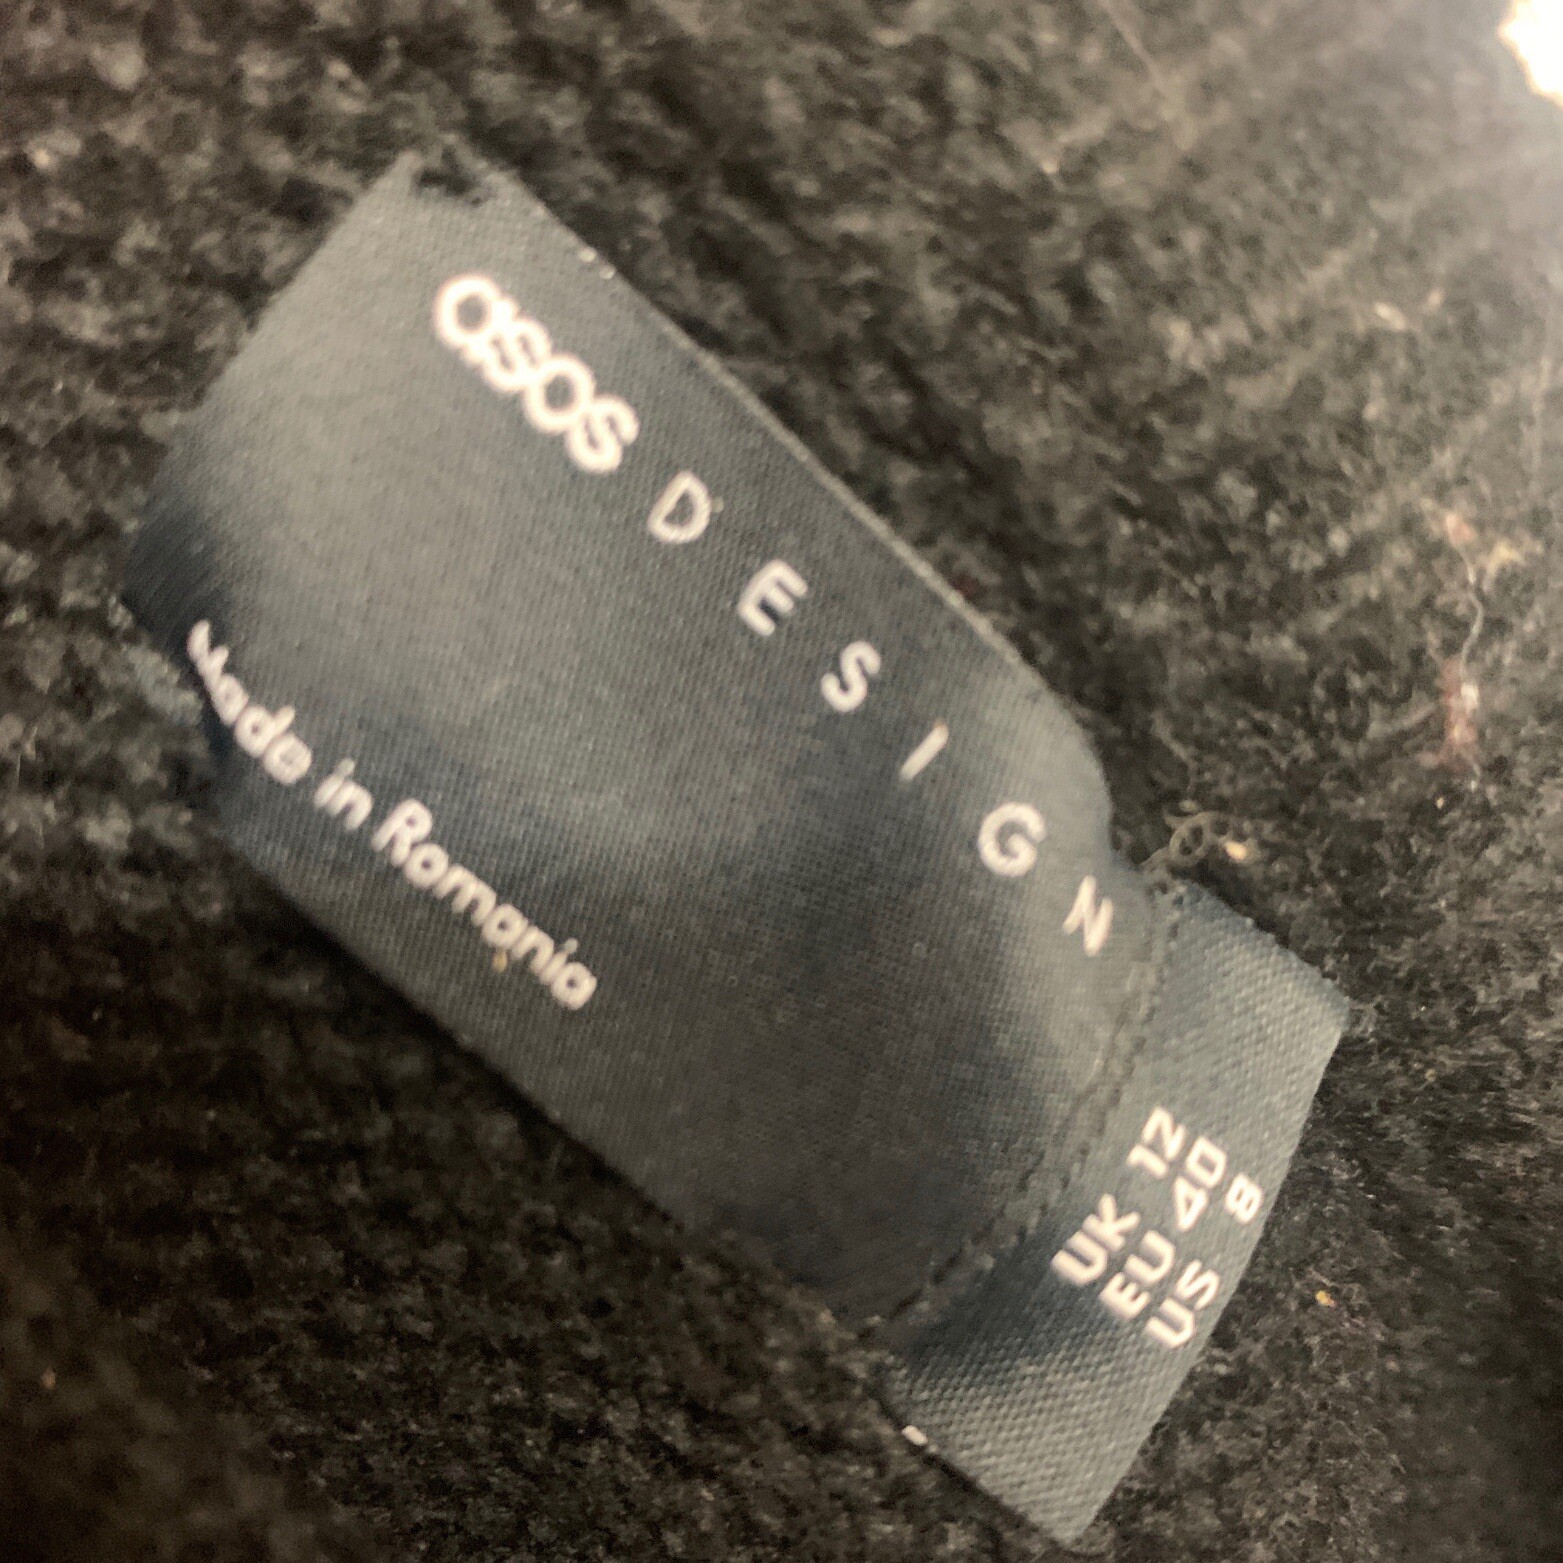 asos DESIGN
Made in Romania
UK 12
EU 40
US 8